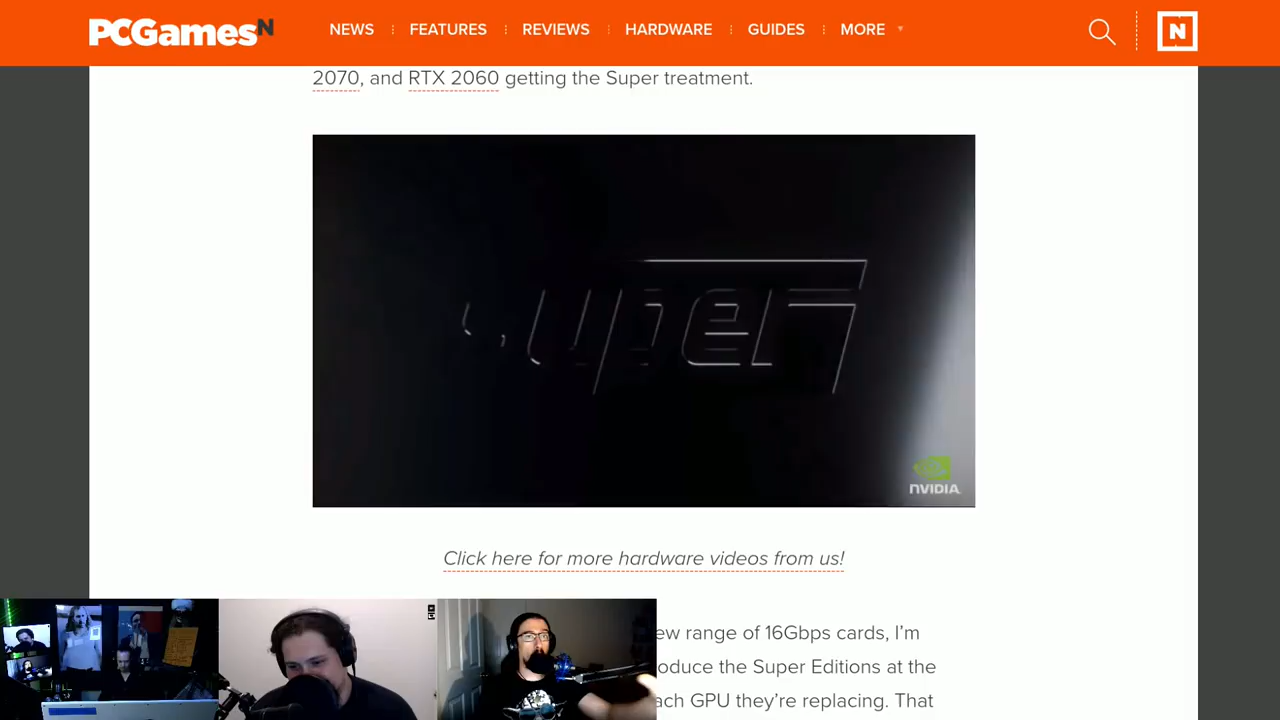 PCGamesN
NEWS
FEATURES
REVIEWS
HARDWARE
GUIDES
MORE
N
2070, and RTX 2060 getting the Super treatment.
super
NVIDIA
Click here for more hardware videos from us!
ew range of 16Gbps cards, I'm
oduce the Super Editions at the
ach GPU they're replacing. That